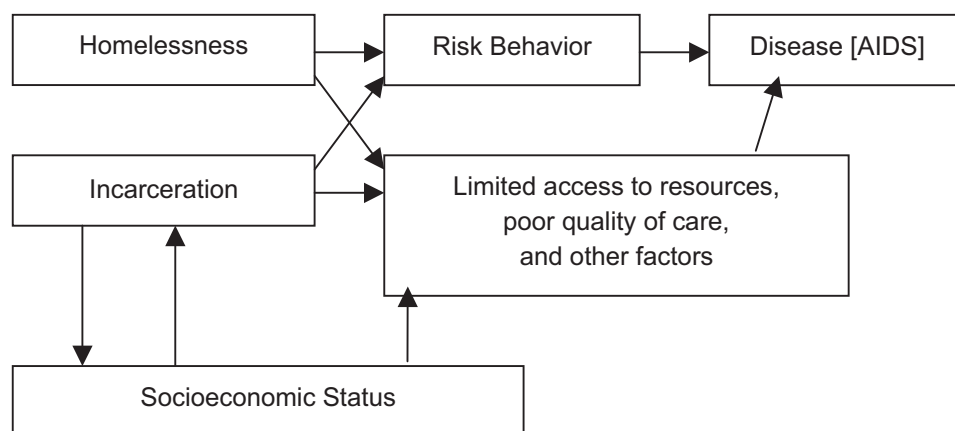 Homelessness
Risk Behavior
Disease [AIDS]
Incarceration
Limited access to resources,
poor quality of care,
and other factors
Socioeconomic Status